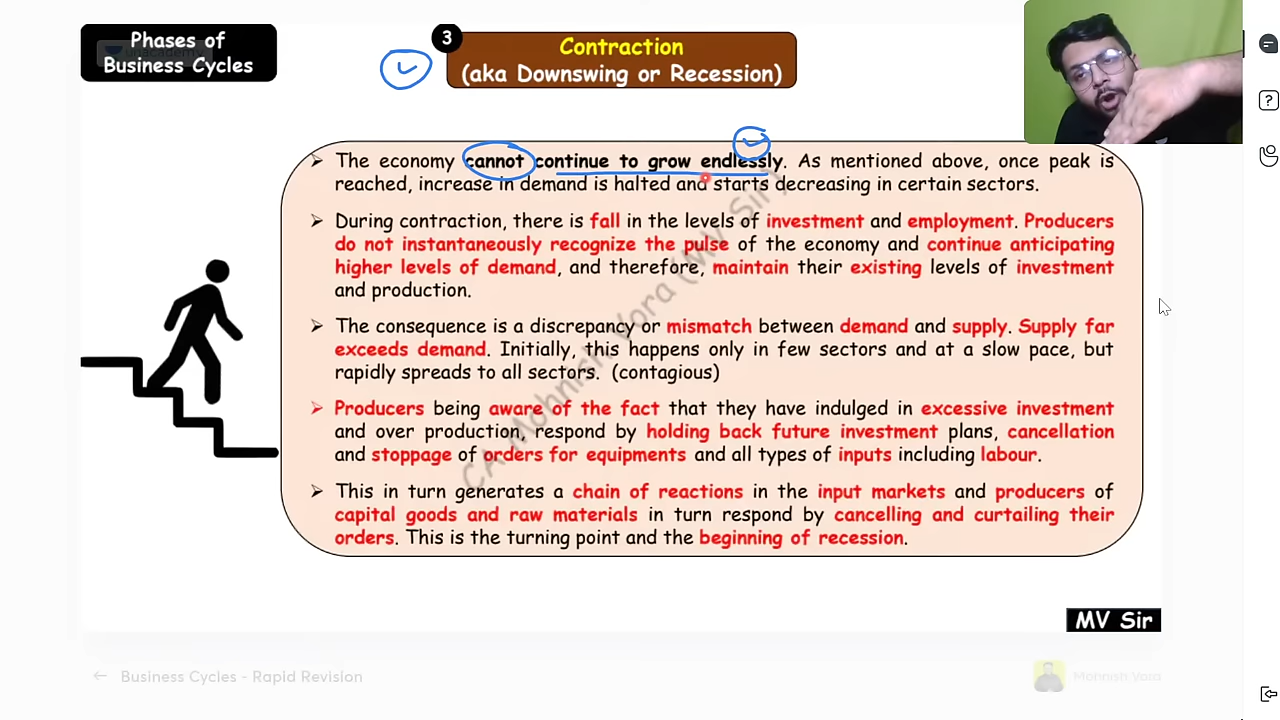 Phases of
Business Cycles
3
Contraction
(aka Downswing or Recession)
➢ The economy cannot continue to grow endlessly. As mentioned above, once peak is
reached, increase in demand is halted and starts decreasing in certain sectors.
➢ During contraction, there is fall in the levels of investment and employment. Producers
do not instantaneously recognize the pulse of the economy and continue anticipating
higher levels of demand, and therefore, maintain their existing levels of investment
and production.
➢ The consequence is a discrepancy or mismatch between demand and supply. Supply far
exceeds demand. Initially, this happens only in few sectors and at a slow pace, but
rapidly spreads to all sectors. (contagious)
➢ Producers being aware of the fact that they have indulged in excessive investment
and over production, respond by holding back future investment plans, cancellation
and stoppage of orders for equipments and all types of inputs including labour.
➢ This in turn generates a chain of reactions in the input markets and producers of
capital goods and raw materials in turn respond by cancelling and curtailing their
orders. This is the turning point and the beginning of recession.
CA Mohnish Vora (MV Sir)
MV Sir
← Business Cycles - Rapid Revision
Mohnish Vora
?